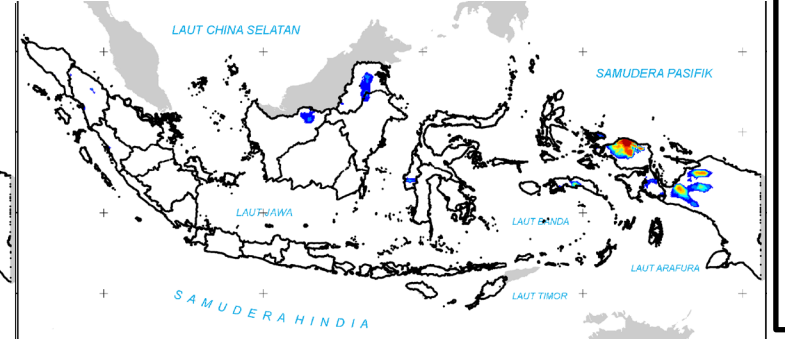 LAUT CHINA SELATAN
SAMUDERA PASIFIK
LAUT JAWA
LAUT BANDA
LAUT ARAFURA
LAUT TIMOR
SAMUDERA HINDIA